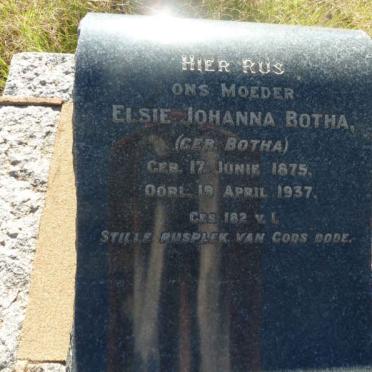 HIER RUS
ONS MOEDER
ELSIE JOHANNA BOTHA,
(GEB. BOTHA)
GEB. 17 JUNIE 1875.
OORL. 19 APRIL 1937.
GES. 182 V. 1.
STILLE RUSPLEK VAN GODS DODE.